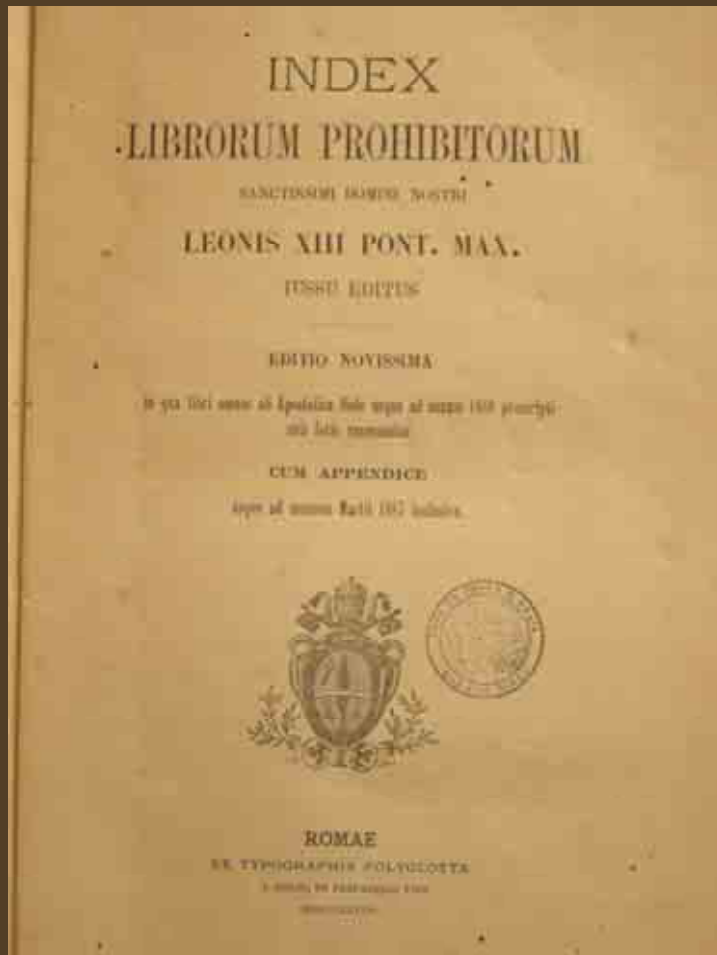 INDEX
LIBRORUM PROHIBITORUM
SANCTISSIMI DOMINI NOSTRI
LEONIS XIII PONT. MAX.
IUSSU EDITUS
EDITIO NOVISSIMA
in qua libri omnes ab Apostolica Sede usque ad annum proscripti
suis locis recensentur
CUM APPENDICE
usque ad mensem Martii inclusive.
ROMAE
EX TYPOGRAPHIA POLYGLOTTA